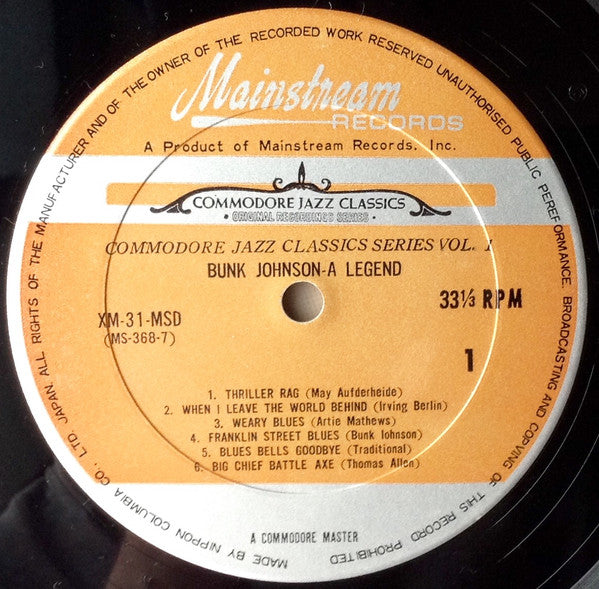 MANUFACTURER AND OF THE OWNER OF THE RECORDED WORK RESERVED UNAUTHORISED PUBLIC PEREFORMANCE, BROADCASTING AND COPVING OF THIS RECORD PROHIBITED
Mainstream
RECORDS
A Product of Mainstream Records, Inc.
COMMODORE JAZZ CLASSICS
• ORIGINAL RECORDINGS SERIES •
COMMODORE JAZZ CLASSICS SERIES VOL. 1
BUNK JOHNSON-A LEGEND
XM-31-MSD
(MS-368-7)
33⅓ RPM
1
1. THRILLER RAG (May Aufderheide)
2. WHEN I LEAVE THE WORLD BEHIND (Irving Berlin)
3. WEARY BLUES (Artie Mathews)
4. FRANKLIN STREET BLUES (Bunk Iohnson)
5. BLUES BELLS GOODBYE (Traditional)
6. BIG CHIEF BATTLE AXE (Thomas Allen)
A COMMODORE MASTER
MADE BY NIPPON COLUMBIA CO., LTD. JAPAN ALL RIGHTS OF THE